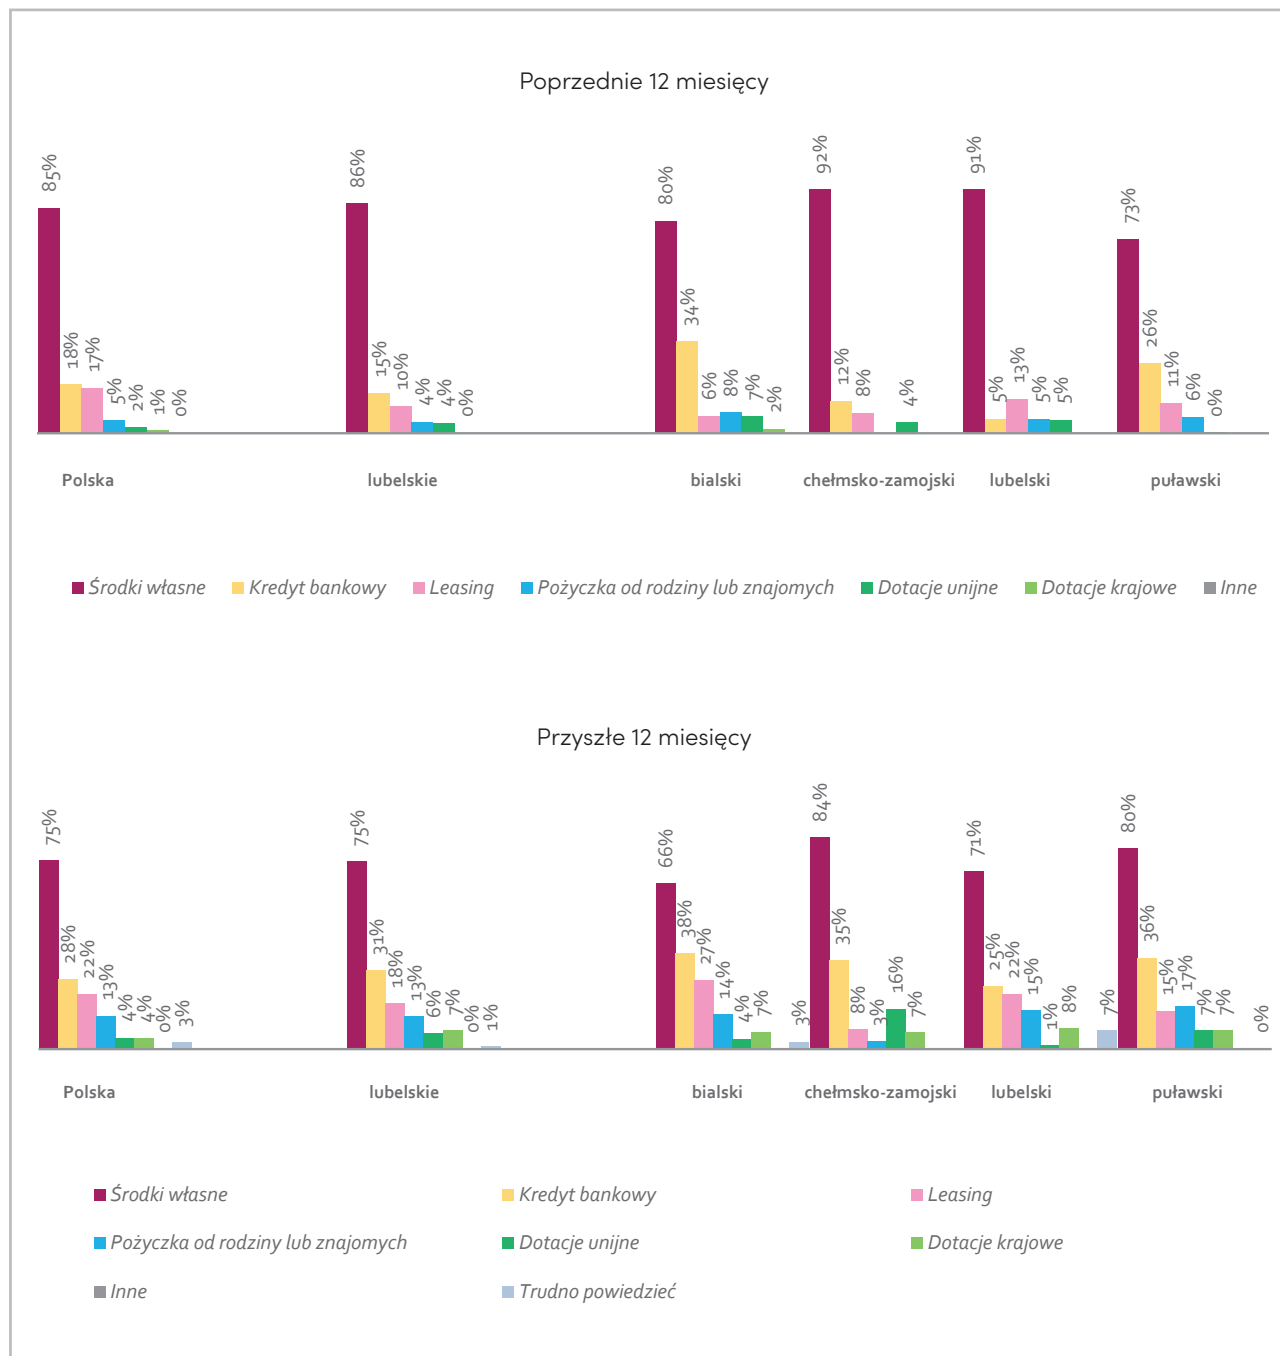 Poprzednie 12 miesięcy
85% 18% 17% 5% 2% 1% 0% 86% 15% 10% 4% 4% 0% 80% 34% 6% 8% 7% 2% 92% 12% 8% 4% 91% 5% 13% 5% 5% 73% 26% 11% 6% 0%
Polska lubelskie bialski chełmsko-zamojski lubelski puławski
Środki własne Kredyt bankowy Leasing Pożyczka od rodziny lub znajomych Dotacje unijne Dotacje krajowe Inne
Przyszłe 12 miesięcy
75% 28% 22% 13% 4% 4% 0% 3% 75% 31% 18% 13% 6% 7% 0% 1% 66% 38% 27% 14% 4% 7% 3% 84% 35% 8% 3% 16% 7% 71% 25% 22% 15% 1% 8% 7% 80% 36% 15% 17% 7% 7% 0%
Polska lubelskie bialski chełmsko-zamojski lubelski puławski
Środki własne Kredyt bankowy Leasing
Pożyczka od rodziny lub znajomych Dotacje unijne Dotacje krajowe
Inne Trudno powiedzieć